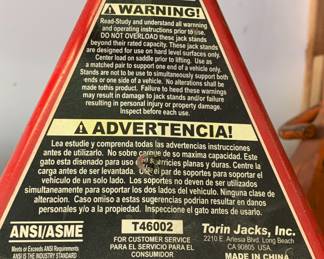 ⚠ WARNING!
Read-Study and understand all warnning
and operating instructions prior to use.
DO NOT OVERLOAD these jack stands
beyond their rated capacity. These jack stands
are designed for use on hard level surfaces only.
Center load on saddle prior to lifting. Use as
a matched pair to support one end of a vehicle only.
Stands are not to be use to simultaneously support both
ends or one side of a vehicle. No alterations shall be
made to this product. Failure to heed these warnings
may result in damage to jack stands and/or failure
resulting in personal injury or property damage.
Inspect before each use.
⚠ ADVERTENCIA!
Lea estudie y comprenda todas las advertencias instrucciones
antes de utilizarlo. No sobre cargue de so maxima capacidad. Este
gato esta disenado para superficies planas y duras. Centre la
carga antes de ser levantada. Use el par de soportes para soportar
vehiculo de un solo lado. Los soportes no deven de ser utilizados
simultaneamente para soportar los dos lados del vehiculo. Ninguna clase de
alteracion. Caso omiso a estas sugerencias podrian resultar en danos
personales y/o a la propiedad. Inspeccione el gato antes de usarlo.
ANSI/ASME
Meets or Exceeds ANSI Requirements
ANSI IS THE INDUSTRY STANDARD
T46002
FOR CUSTOMER SERVICE
PARA EL SERVICIO PARA EL
CONSUMIDOR
Torin Jacks, Inc.
2210 E. Artesia Blvd. Long Beach
CA 90805 USA.
MADE IN CHINA